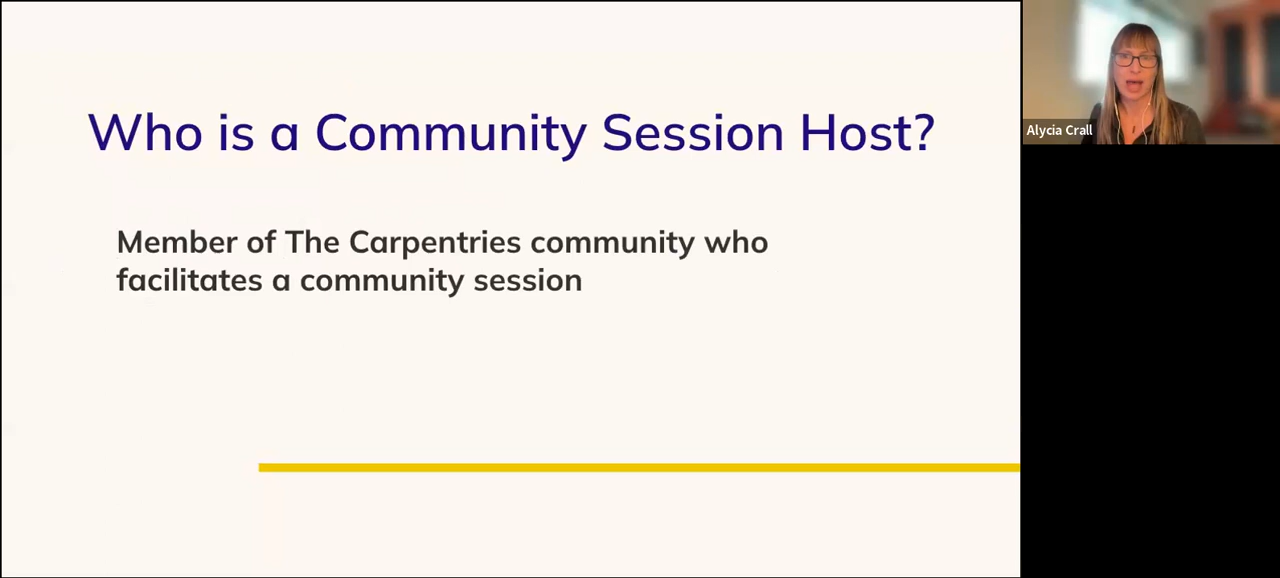 Who is a Community Session Host?
Member of The Carpentries community who
facilitates a community session
Alycia Crall